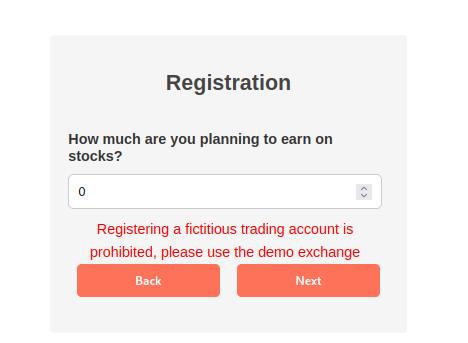 Registration
How much are you planning to earn on
stocks?
0
Registering a fictitious trading account is
prohibited, please use the demo exchange
Back
Next